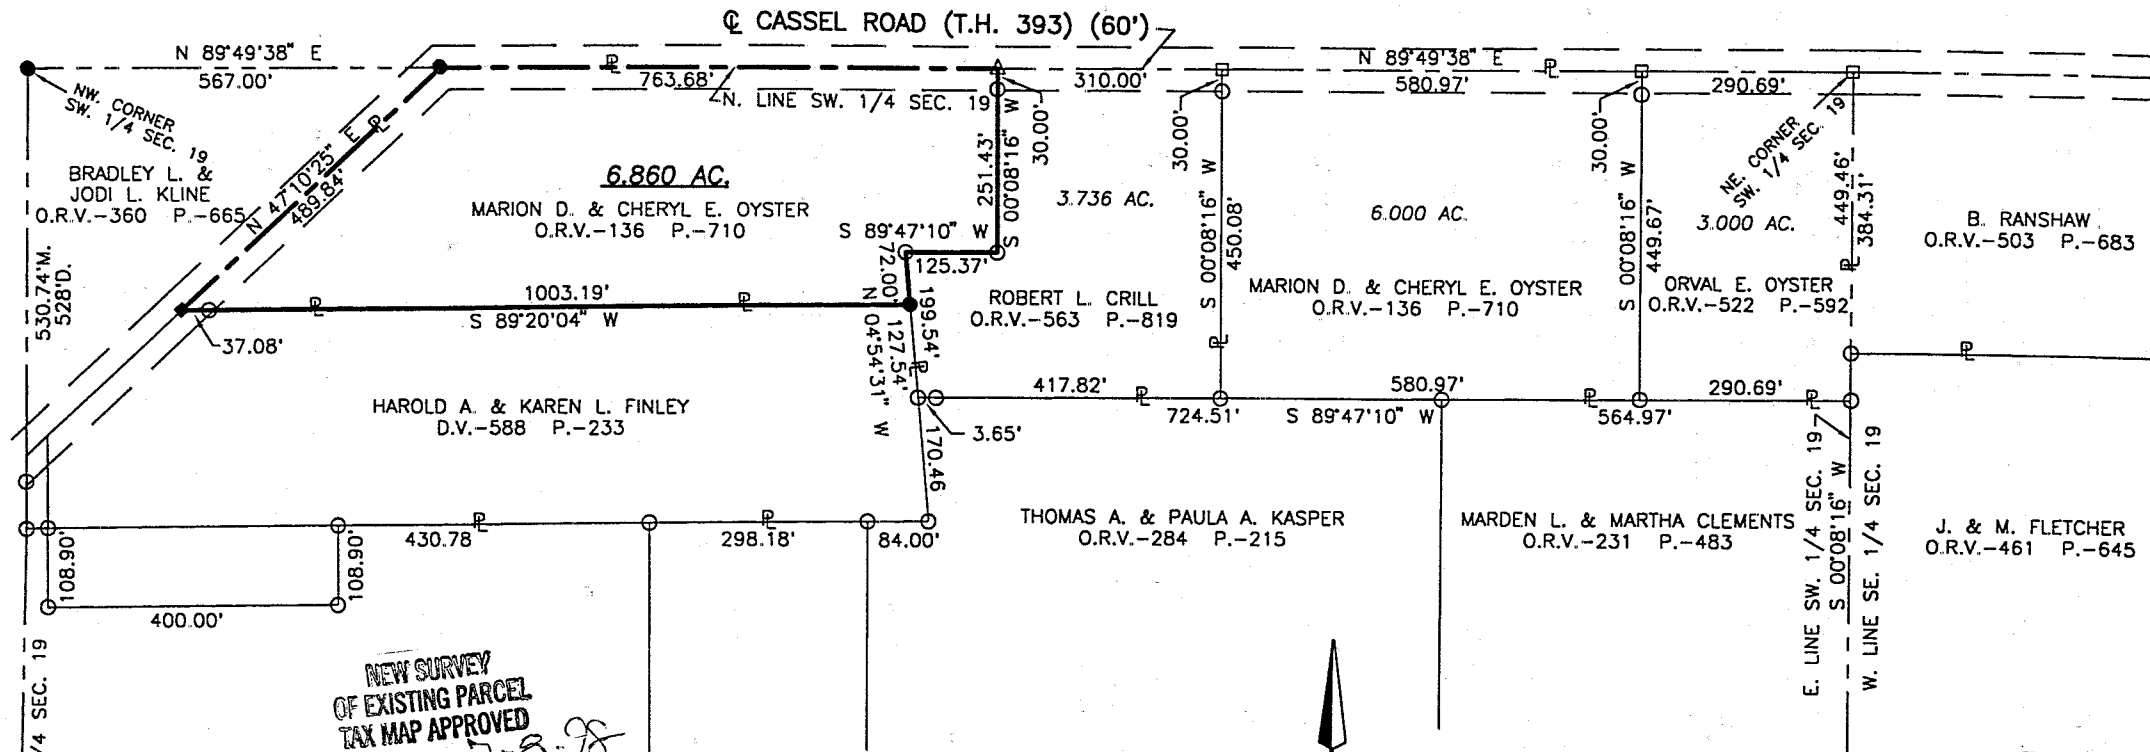 ℄ CASSEL ROAD (T.H. 393) (60')
N 89°49'38" E
567.00'
763.68'
N. LINE SW. 1/4 SEC. 19
310.00'
N 89°49'38" E
580.97'
290.69'
NW. CORNER
SW. 1/4 SEC. 19
NE. CORNER
SW. 1/4 SEC. 19
30.00'
30.00'
30.00'
BRADLEY L. &
JODI L. KLINE
O.R.V.-360 P.-665
N 47°10'25" E
489.84'
530.74'M.
528'D.
6.860 AC.
MARION D. & CHERYL E. OYSTER
O.R.V.-136 P.-710
251.43'
S 00°08'16" W
S 89°47'10" W
125.37'
72.00'
199.54'
127.54'
N 04°54'31" W
170.46
1003.19'
S 89°20'04" W
37.08'
3.736 AC.
ROBERT L. CRILL
O.R.V.-563 P.-819
S 00°08'16" W
450.08'
6.000 AC.
MARION D. & CHERYL E. OYSTER
O.R.V.-136 P.-710
S 00°08'16" W
449.67'
3.000 AC.
ORVAL E. OYSTER
O.R.V.-522 P.-592
449.46'
384.31'
B. RANSHAW
O.R.V.-503 P.-683
HAROLD A. & KAREN L. FINLEY
D.V.-588 P.-233
417.82'
3.65'
724.51'
S 89°47'10" W
580.97'
564.97'
290.69'
430.78
298.18'
84.00'
108.90'
108.90'
400.00'
THOMAS A. & PAULA A. KASPER
O.R.V.-284 P.-215
MARDEN L. & MARTHA CLEMENTS
O.R.V.-231 P.-483
E. LINE SW. 1/4 SEC. 19
S 00°08'16" W
W. LINE SE. 1/4 SEC. 19
J. & M. FLETCHER
O.R.V.-461 P.-645
/4 SEC. 19
NEW SURVEY
OF EXISTING PARCEL
TAX MAP APPROVED